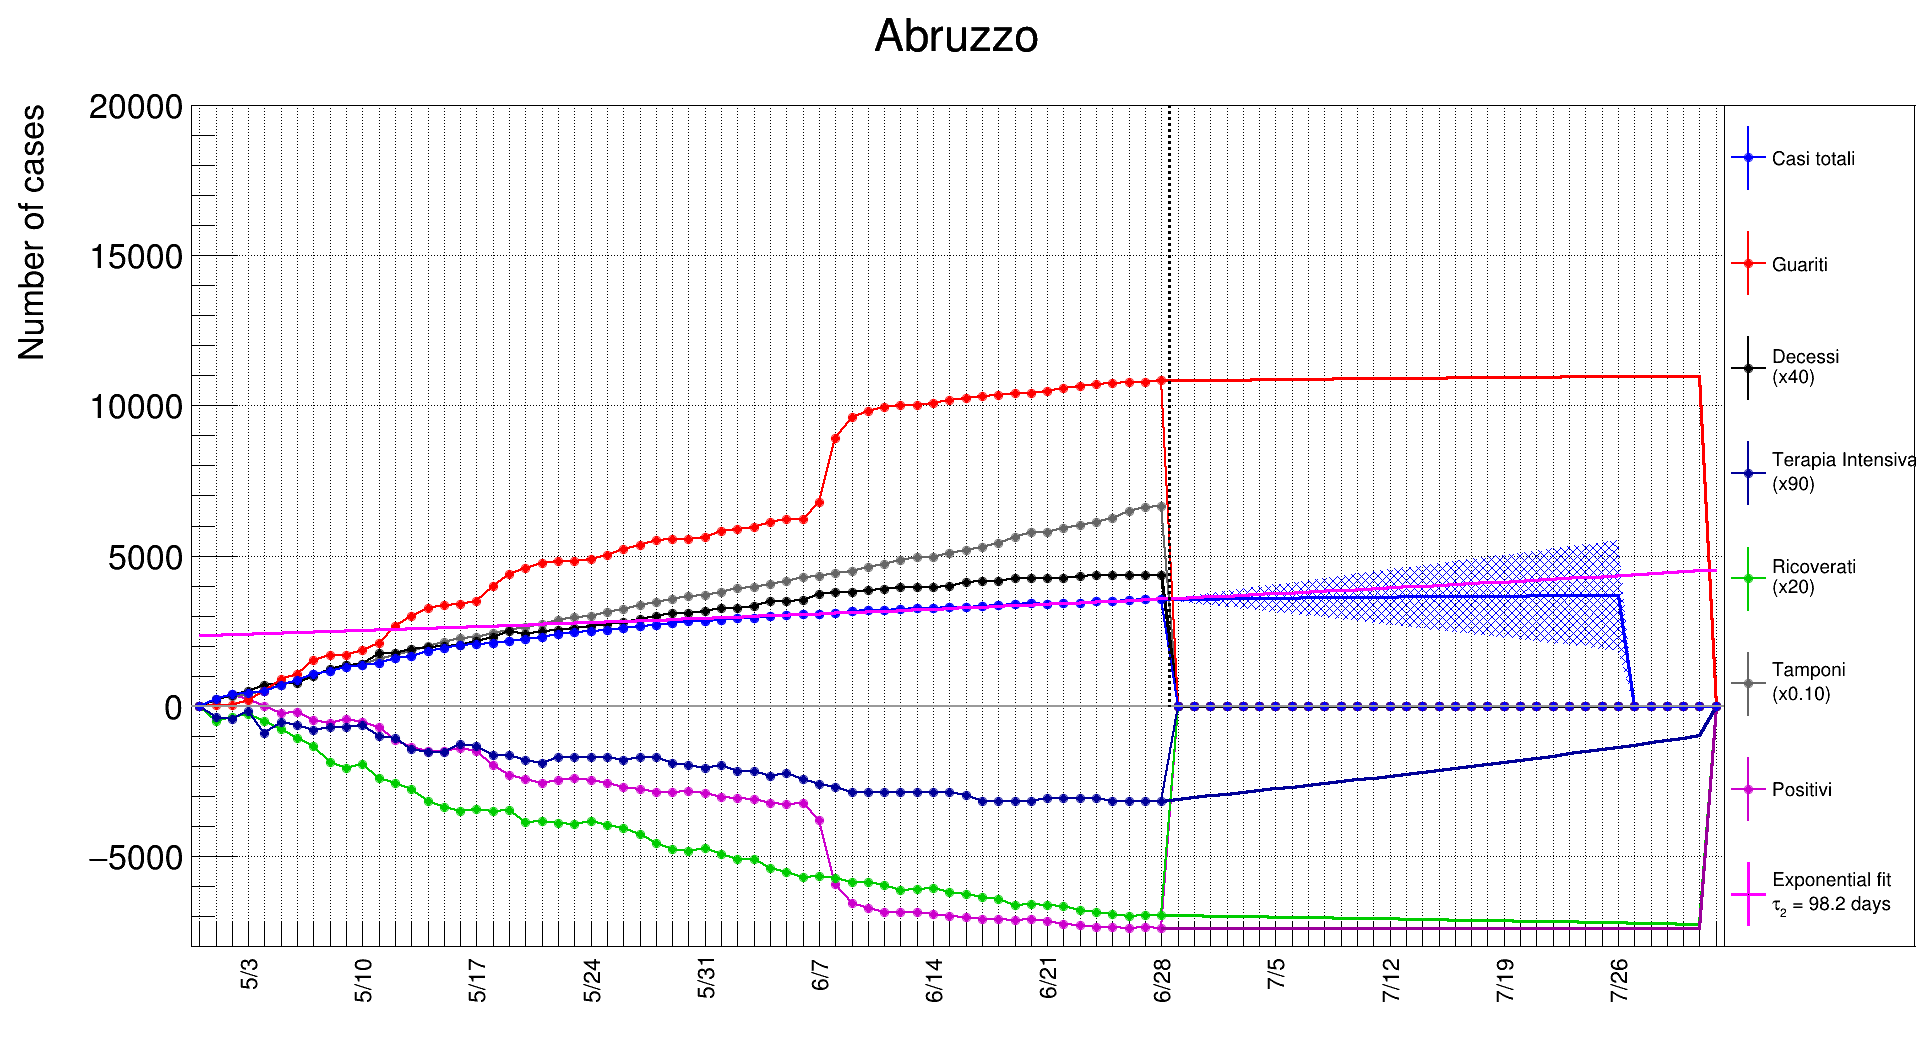 Abruzzo
Number of cases
20000
15000
10000
5000
0
−5000
5/3
5/10
5/17
5/24
5/31
6/7
6/14
6/21
6/28
7/5
7/12
7/19
7/26
Casi totali
Guariti
Decessi
(x40)
Terapia Intensiva
(x90)
Ricoverati
(x20)
Tamponi
(x0.10)
Positivi
Exponential fit
τ2 = 98.2 days